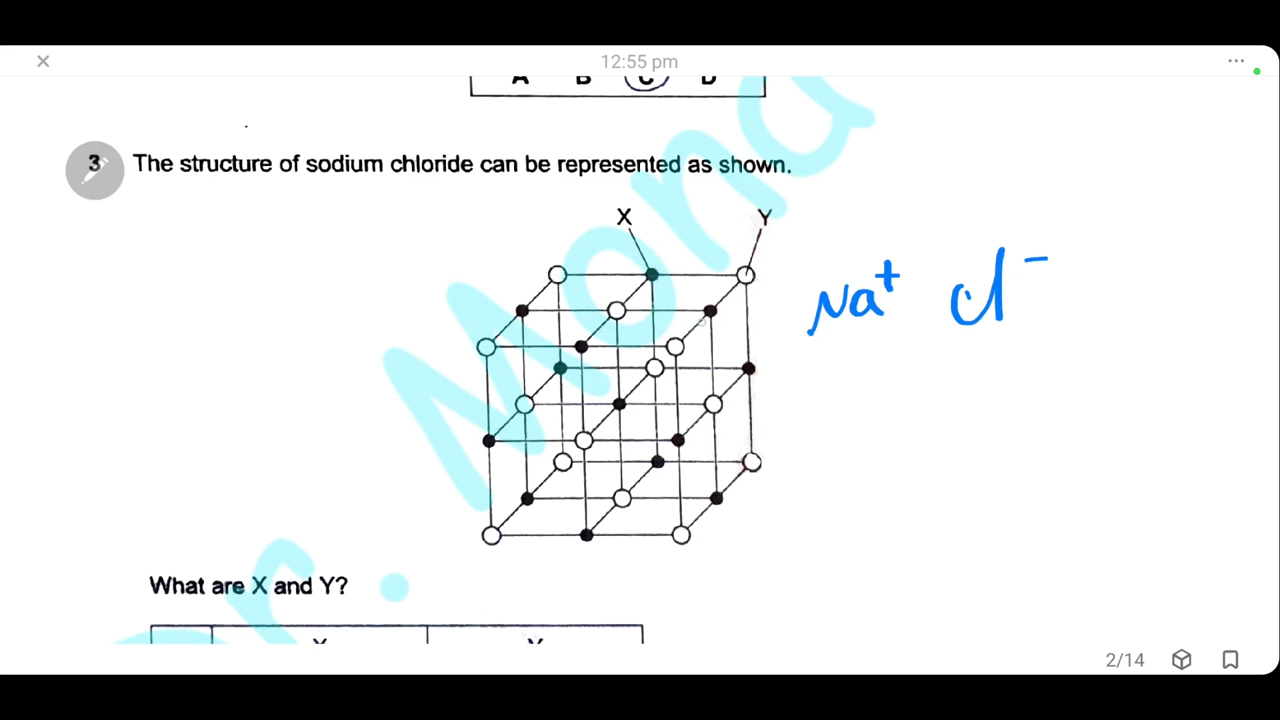 12:55 pm
A B C D
3 The structure of sodium chloride can be represented as shown.
X Y
Na+ Cl-
What are X and Y?
X Y
2/14